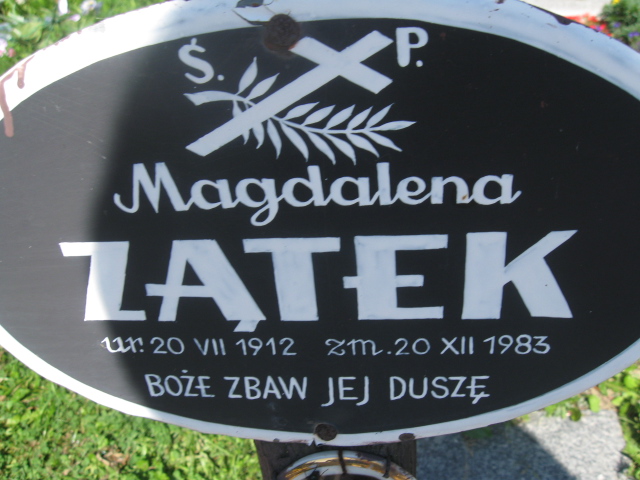 Ś. P.
Magdalena
ZĄTEK
ur. 20 VII 1912 zm. 20 XII 1983
BOŻE ZBAW JEJ DUSZĘ